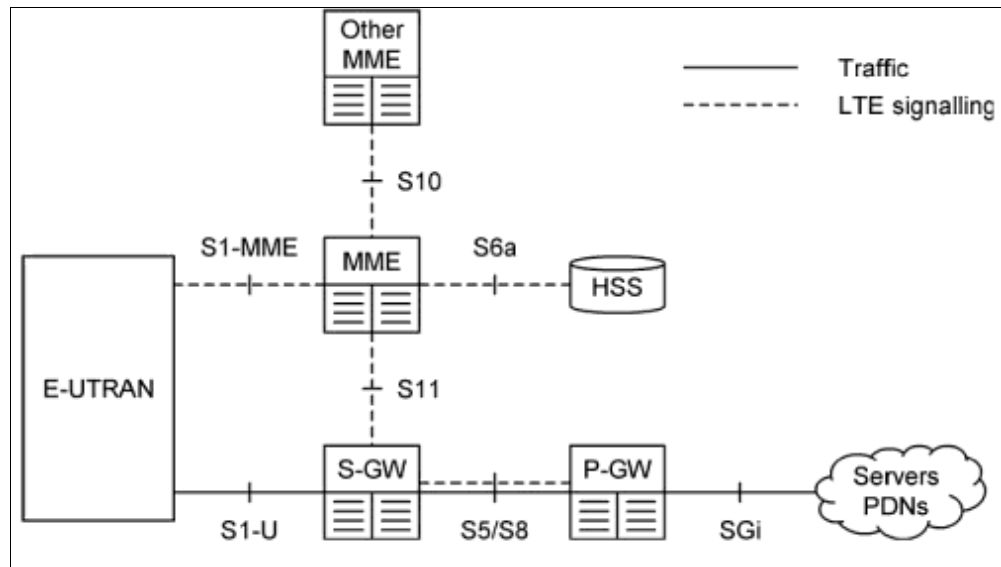 Other
MME
Traffic
LTE signalling
S10
S1-MME
MME
S6a
HSS
E-UTRAN
S11
S-GW
P-GW
Servers
PDNs
S1-U
S5/S8
SGi